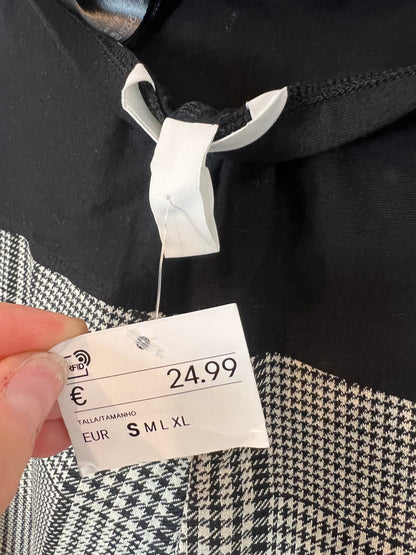 RFID
€ 24.99
TALLA/TAMANHO
EUR S M L XL